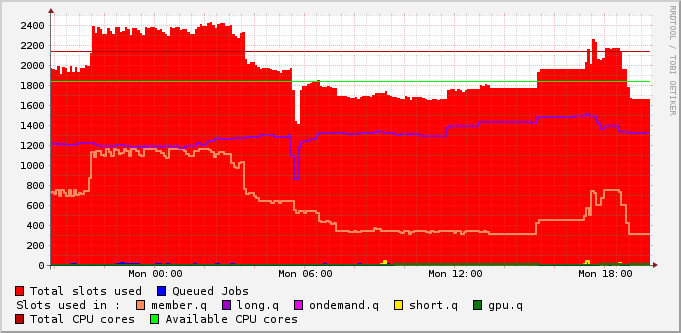 RRDTOOL / TOBI OETIKER
2400
2200
2000
1800
1600
1400
1200
1000
800
600
400
200
0
Mon 00:00 Mon 06:00 Mon 12:00 Mon 18:00
Total slots used Queued Jobs
Slots used in : member.q long.q ondemand.q short.q gpu.q
Total CPU cores Available CPU cores